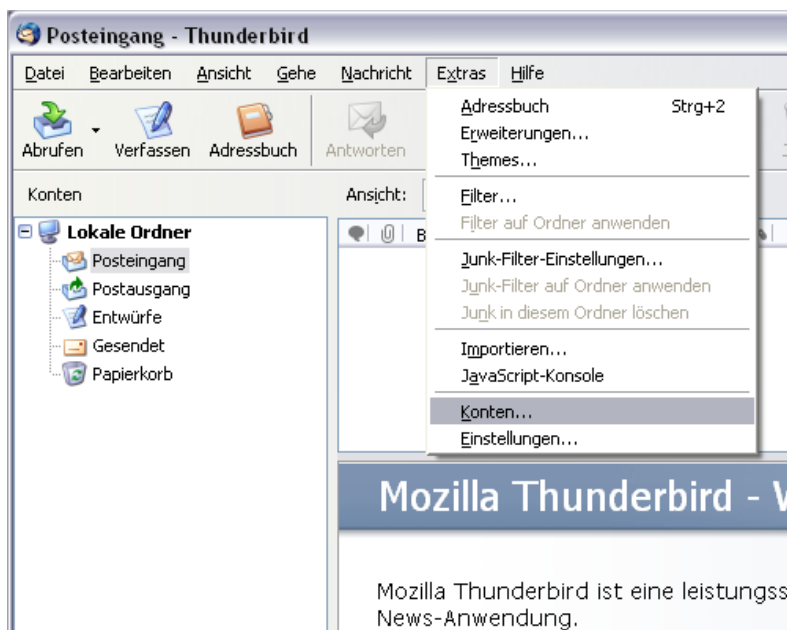 Posteingang - Thunderbird
Datei Bearbeiten Ansicht Gehe Nachricht Extras Hilfe
Abrufen Verfassen Adressbuch Antworten
Konten Ansicht:
Lokale Ordner
Posteingang
Postausgang
Entwürfe
Gesendet
Papierkorb
Adressbuch Strg+2
Erweiterungen...
Themes...
Filter...
Filter auf Ordner anwenden
Junk-Filter-Einstellungen...
Junk-Filter auf Ordner anwenden
Junk in diesem Ordner löschen
Importieren...
JavaScript-Konsole
Konten...
Einstellungen...
Mozilla Thunderbird -
Mozilla Thunderbird ist eine
News-Anwendung.